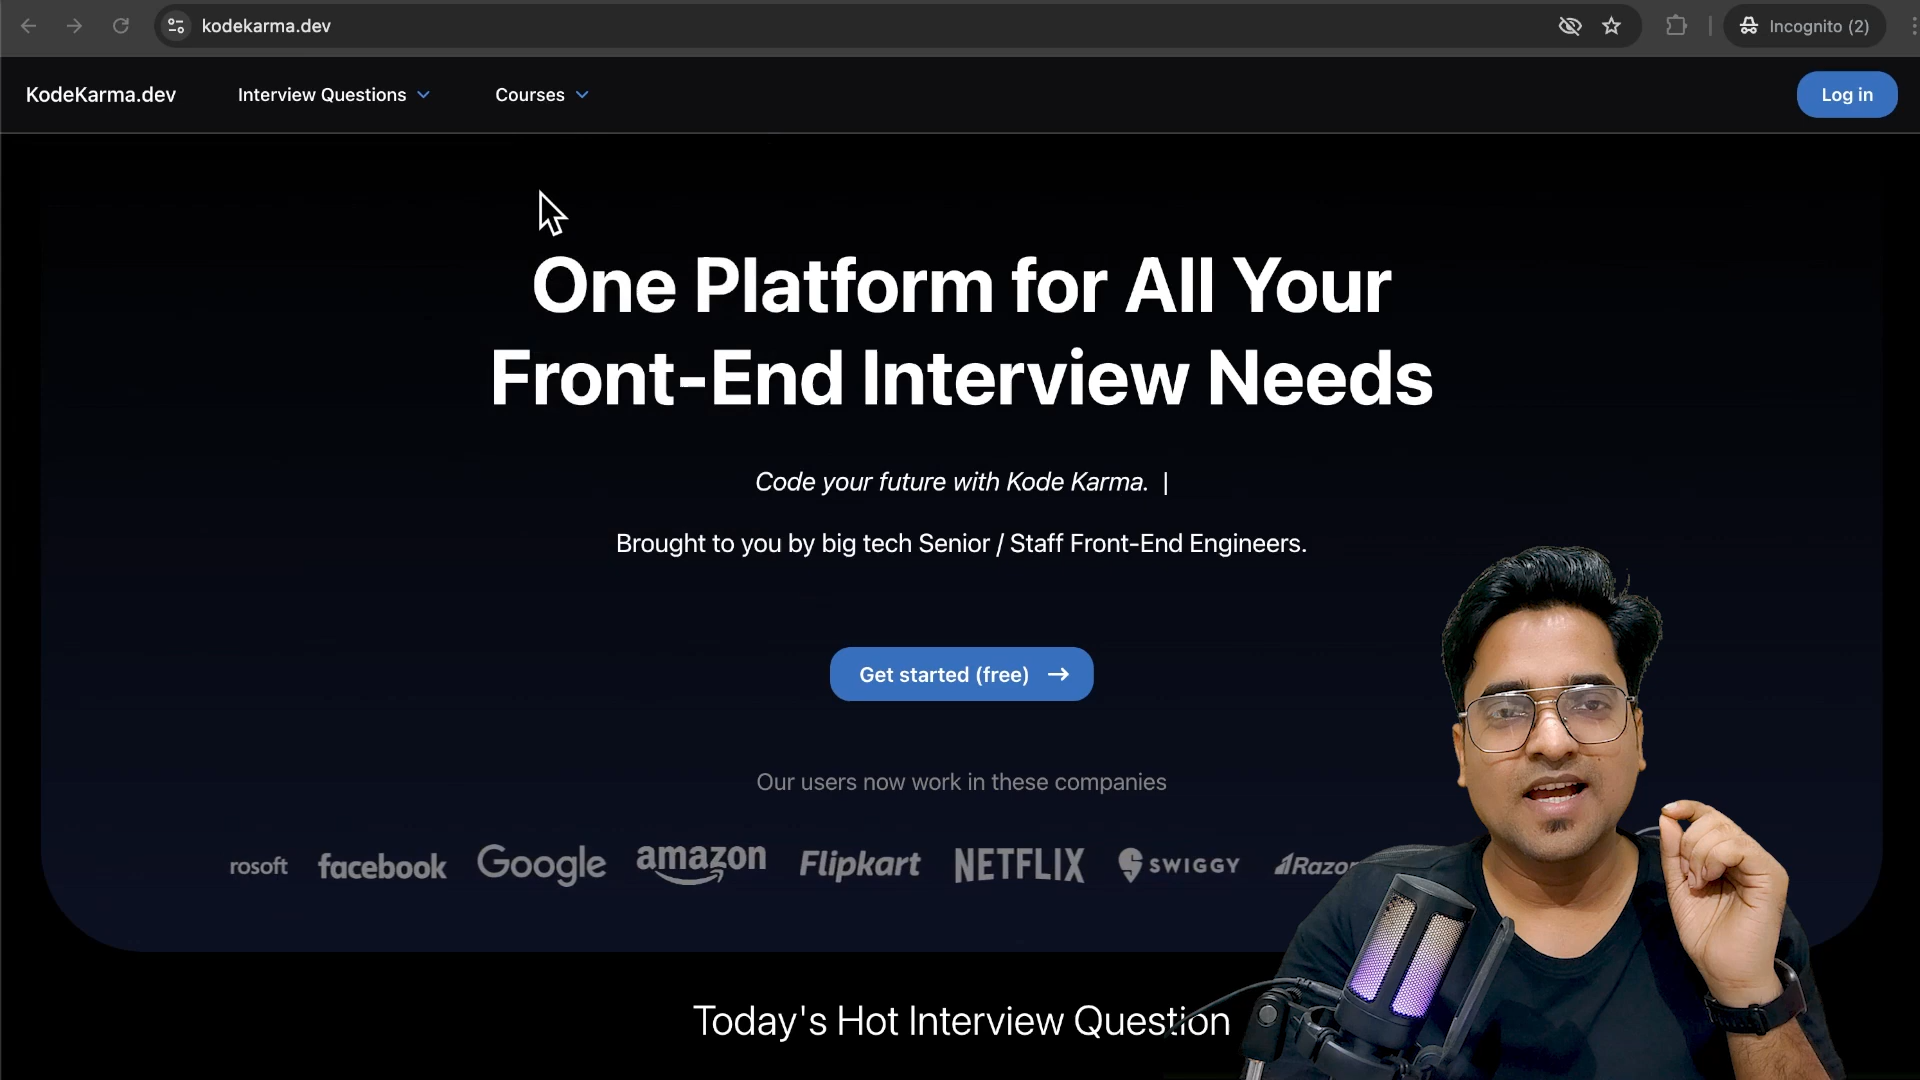 kodekarma.dev
Incognito (2)
KodeKarma.dev
Interview Questions
Courses
Log in
One Platform for All Your
Front-End Interview Needs
Code your future with Kode Karma. |
Brought to you by big tech Senior / Staff Front-End Engineers.
Get started (free) →
Our users now work in these companies
rosoft facebook Google amazon Flipkart NETFLIX SWIGGY Razor
Today's Hot Interview Question